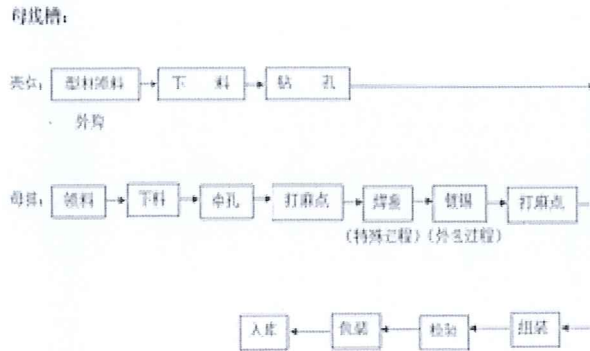 母线槽：
壳体： 型材领料 下 料 钻 孔
外购
母排： 领料 下料 冲孔 打麻点 焊接 镀锡 打麻点
(特殊过程) (外包过程)
入库 包装 检验 组装